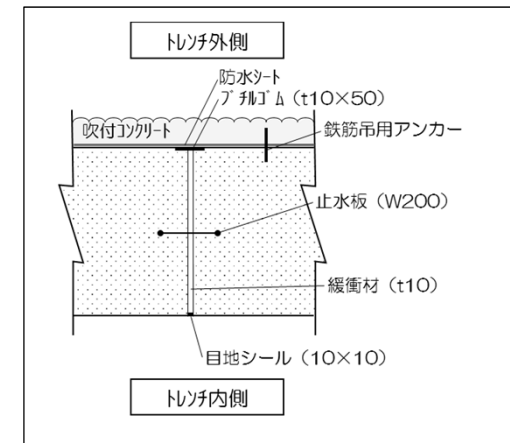 ﾄﾚﾝﾁ外側
防水ｼｰﾄ
ﾌﾞﾁﾙｺﾞﾑ（t10×50）
吹付ｺﾝｸﾘｰﾄ
鉄筋吊用アンカー
止水板（W200）
緩衝材（t10）
目地シール（10×10）
ﾄﾚﾝﾁ内側